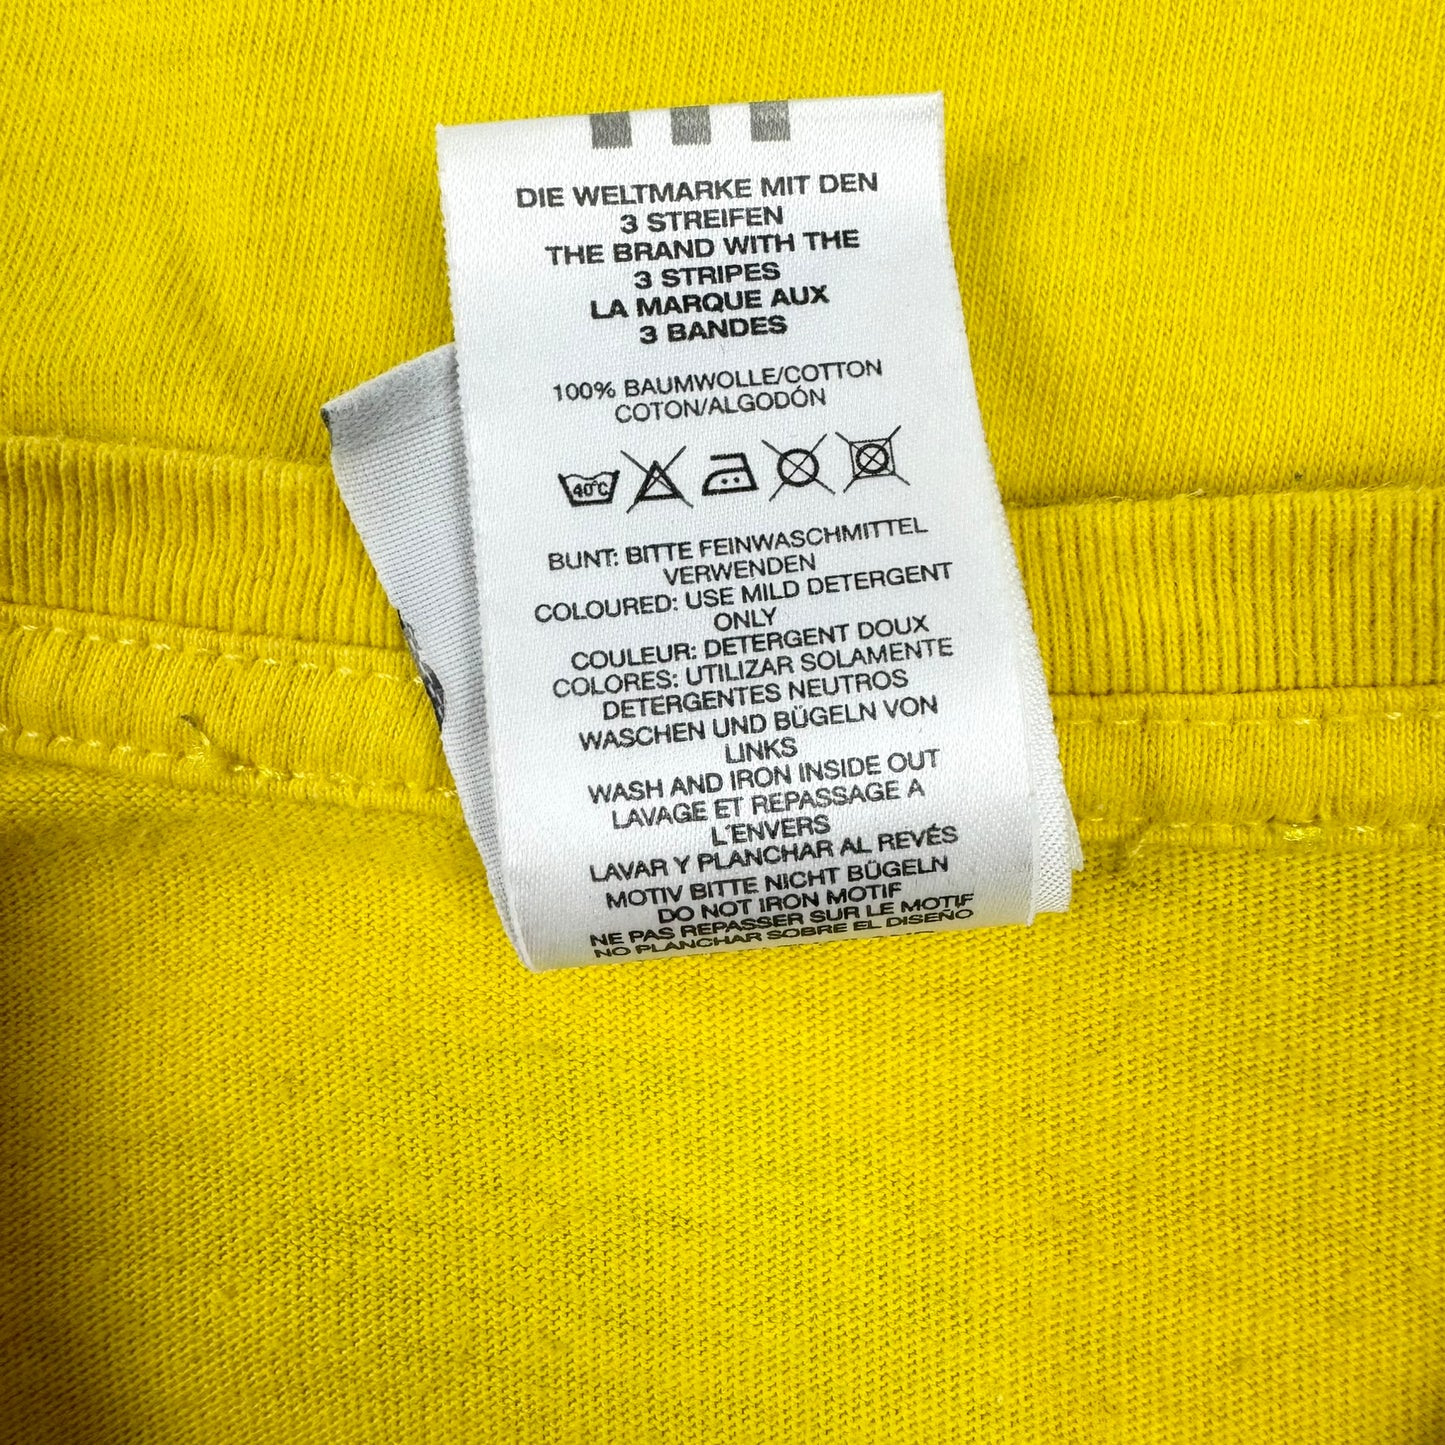 DIE WELTMARKE MIT DEN
3 STREIFEN
THE BRAND WITH THE
3 STRIPES
LA MARQUE AUX
3 BANDES
100% BAUMWOLLE/COTTON
COTON/ALGODÓN
40°C
BUNT: BITTE FEINWASCHMITTEL
VERWENDEN
COLOURED: USE MILD DETERGENT
ONLY
COULEUR: DETERGENT DOUX
COLORES: UTILIZAR SOLAMENTE
DETERGENTES NEUTROS
WASCHEN UND BÜGELN VON
LINKS
WASH AND IRON INSIDE OUT
LAVAGE ET REPASSAGE A
L'ENVERS
LAVAR Y PLANCHAR AL REVÉS
MOTIV BITTE NICHT BÜGELN
DO NOT IRON MOTIF
NE PAS REPASSER SUR LE MOTIF
NO PLANCHAR SOBRE EL DISEÑO